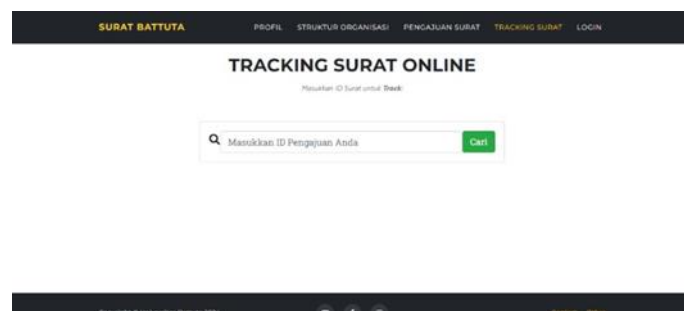 SURAT BATTUTA
PROFIL STRUKTUR ORGANISASI PENGAJUAN SURAT TRACKING SURAT LOGIN
TRACKING SURAT ONLINE
Masukkan ID Surat untuk Track
Masukkan ID Pengajuan Anda Cari